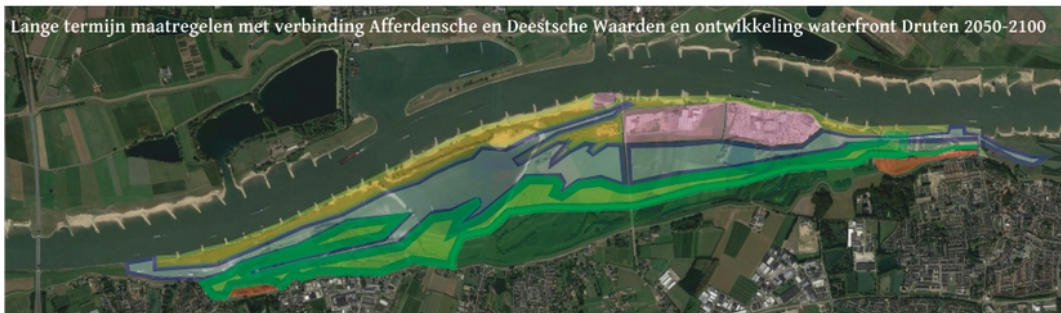 Lange termijn maatregelen met verbinding Afferdensche en Deestsche Waarden en ontwikkeling waterfront Druten 2050-2100